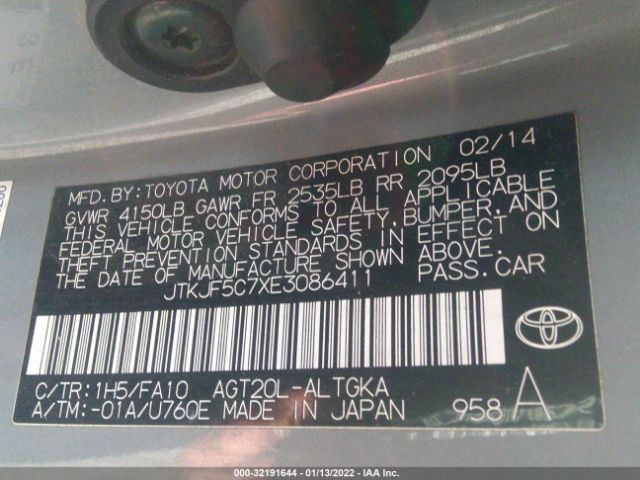 MFD. BY: TOYOTA MOTOR CORPORATION 02/14
GVWR 4150LB GAWR FR 2535LB RR 2095LB
THIS VEHICLE CONFORMS TO ALL APPLICABLE
FEDERAL MOTOR VEHICLE SAFETY, BUMPER, AND
THEFT PREVENTION STANDARDS IN EFFECT ON
THE DATE OF MANUFACTURE SHOWN ABOVE.
JTKJF5C7XE3086411 PASS. CAR
C/TR: 1H5/FA10 AGT20L-ALTGKA
A/TM: -01A/U760E MADE IN JAPAN 958 A
000-32191644 - 01/13/2022 - IAA Inc.